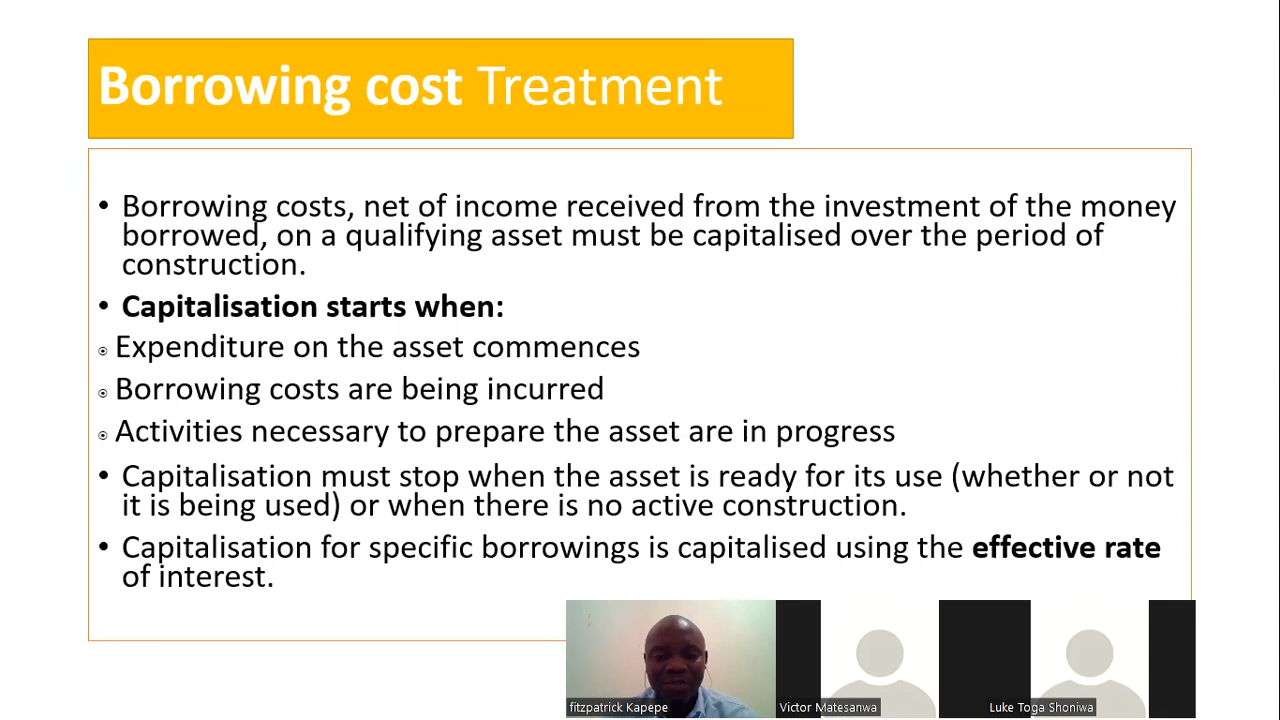 Borrowing cost Treatment
• Borrowing costs, net of income received from the investment of the money
borrowed, on a qualifying asset must be capitalised over the period of
construction.
• Capitalisation starts when:
Expenditure on the asset commences
Borrowing costs are being incurred
Activities necessary to prepare the asset are in progress
• Capitalisation must stop when the asset is ready for its use (whether or not
it is being used) or when there is no active construction.
• Capitalisation for specific borrowings is capitalised using the effective rate
of interest.
fitzpatrick Kapepe
Victor Matesanwa
Luke Toga Shoniwa